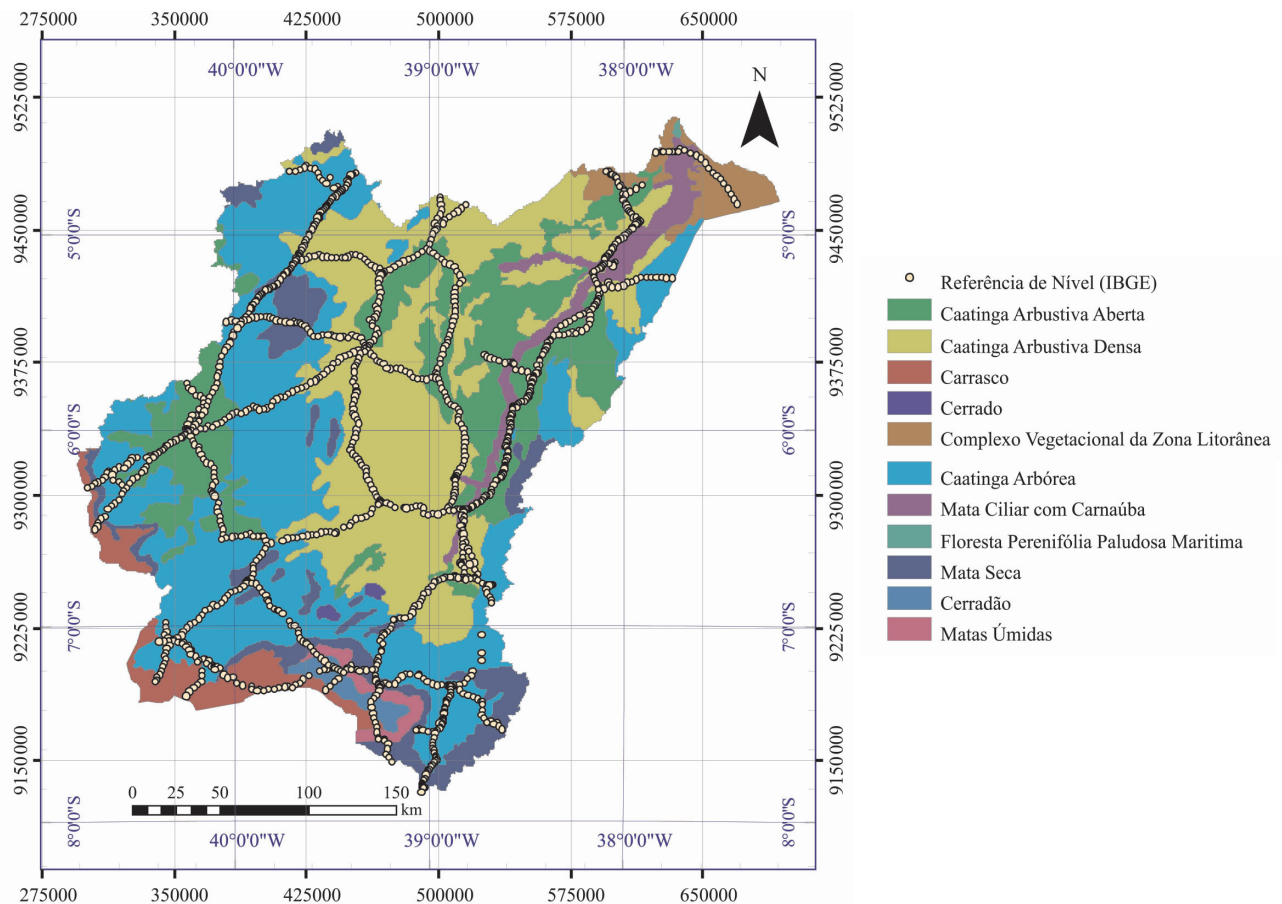 275000 350000 425000 500000 575000 650000
40°0'0"W 39°0'0"W 38°0'0"W
N
9525000 9525000
9450000 9450000
5°0'0"S 5°0'0"S
9375000 9375000
6°0'0"S 6°0'0"S
9300000 9300000
9225000 9225000
7°0'0"S 7°0'0"S
9150000 9150000
8°0'0"S 8°0'0"S
0 25 50 100 150
km
40°0'0"W 39°0'0"W 38°0'0"W
275000 350000 425000 500000 575000 650000
Referência de Nível (IBGE)
Caatinga Arbustiva Aberta
Caatinga Arbustiva Densa
Carrasco
Cerrado
Complexo Vegetacional da Zona Litorânea
Caatinga Arbórea
Mata Ciliar com Carnaúba
Floresta Perenifólia Paludosa Maritima
Mata Seca
Cerradão
Matas Úmidas